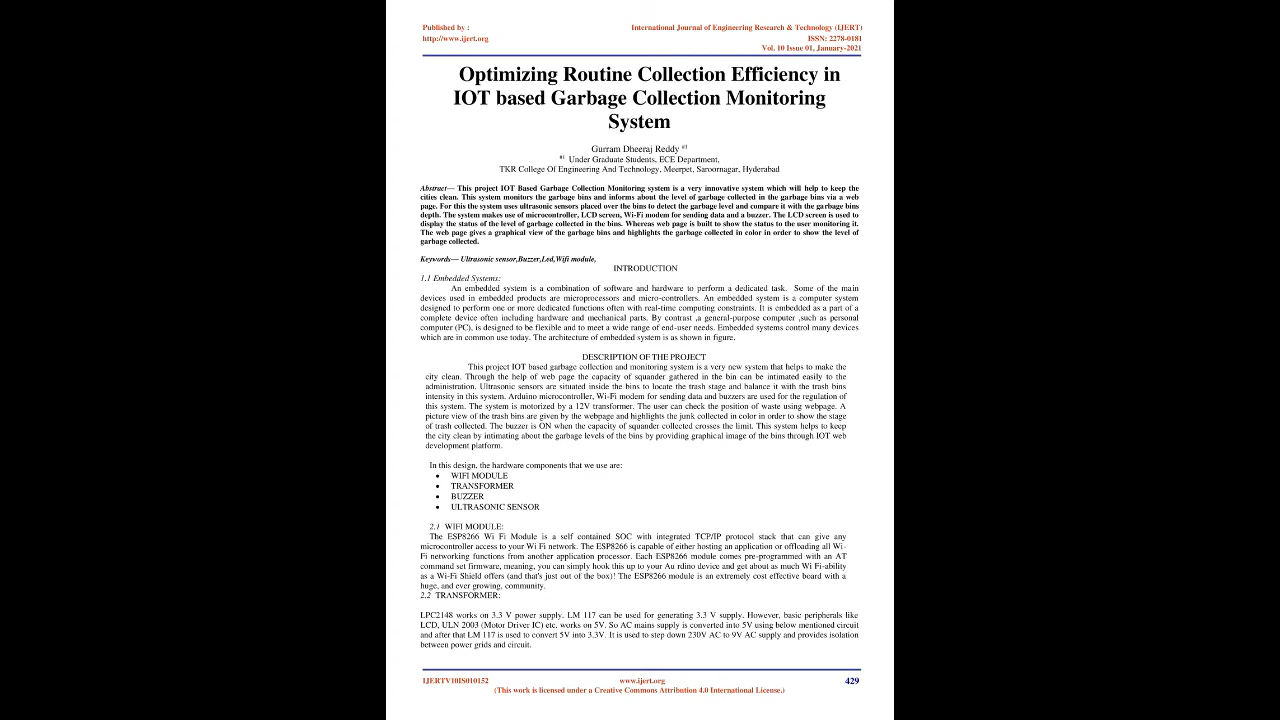 Published by :
International Journal of Engineering Research & Technology (IJERT)
http://www.ijert.org
ISSN: 2278-0181
Vol. 10 Issue 01, January-2021
Optimizing Routine Collection Efficiency in
IOT based Garbage Collection Monitoring
System
Gurram Dheeraj Reddy #1
#1 Under Graduate Students, ECE Department,
TKR College Of Engineering And Technology, Meerpet, Saroornagar, Hyderabad
Abstract— This project IOT Based Garbage Collection Monitoring system is a very innovative system which will help to keep the
cities clean. This system monitors the garbage bins and informs about the level of garbage collected in the garbage bins via a web
page. For this the system uses ultrasonic sensors placed over the bins to detect the garbage level and compare it with the garbage bins
depth. The system makes use of microcontroller, LCD screen, Wi-Fi modem for sending data and a buzzer. The LCD screen is used to
display the status of the level of garbage collected in the bins. Whereas web page is built to show the status to the user monitoring it.
The web page gives a graphical view of the garbage bins and highlights the garbage collected in color in order to show the level of
garbage collected.
Keywords— Ultrasonic sensor,Buzzer,Led,Wifi module,
INTRODUCTION
1.1 Embedded Systems:
An embedded system is a combination of software and hardware to perform a dedicated task. Some of the main
devices used in embedded products are microprocessors and micro-controllers. An embedded system is a computer system
designed to perform one or more dedicated functions often with real-time computing constraints. It is embedded as a part of a
complete device often including hardware and mechanical parts. By contrast ,a general-purpose computer ,such as personal
computer (PC), is designed to be flexible and to meet a wide range of end-user needs. Embedded systems control many devices
which are in common use today. The architecture of embedded system is as shown in figure.
DESCRIPTION OF THE PROJECT
This project IOT based garbage collection and monitoring system is a very new system that helps to make the
city clean. Through the help of web page the capacity of squander gathered in the bin can be intimated easily to the
administration. Ultrasonic sensors are situated inside the bins to locate the trash stage and balance it with the trash bins
intensity in this system. Arduino microcontroller, Wi-Fi modem for sending data and buzzers are used for the regulation of
this system. The system is motorized by a 12V transformer. The user can check the position of waste using webpage. A
picture view of the trash bins are given by the webpage and highlights the junk collected in color in order to show the stage
of trash collected. The buzzer is ON when the capacity of squander collected crosses the limit. This system helps to keep
the city clean by intimating about the garbage levels of the bins by providing graphical image of the bins through IOT web
development platform.
In this design, the hardware components that we use are:
• WIFI MODULE
• TRANSFORMER
• BUZZER
• ULTRASONIC SENSOR
2.1 WIFI MODULE:
The ESP8266 Wi Fi Module is a self contained SOC with integrated TCP/IP protocol stack that can give any
microcontroller access to your Wi Fi network. The ESP8266 is capable of either hosting an application or offloading all Wi-
Fi networking functions from another application processor. Each ESP8266 module comes pre-programmed with an AT
command set firmware, meaning, you can simply hook this up to your Au rdino device and get about as much Wi Fi-ability
as a Wi-Fi Shield offers (and that's just out of the box)! The ESP8266 module is an extremely cost effective board with a
huge, and ever growing, community.
2.2 TRANSFORMER:
LPC2148 works on 3.3 V power supply. LM 117 can be used for generating 3.3 V supply. However, basic peripherals like
LCD, ULN 2003 (Motor Driver IC) etc. works on 5V. So AC mains supply is converted into 5V using below mentioned circuit
and after that LM 117 is used to convert 5V into 3.3V. It is used to step down 230V AC to 9V AC supply and provides isolation
between power grids and circuit.
IJERTV10IS010152
www.ijert.org
429
(This work is licensed under a Creative Commons Attribution 4.0 International License.)